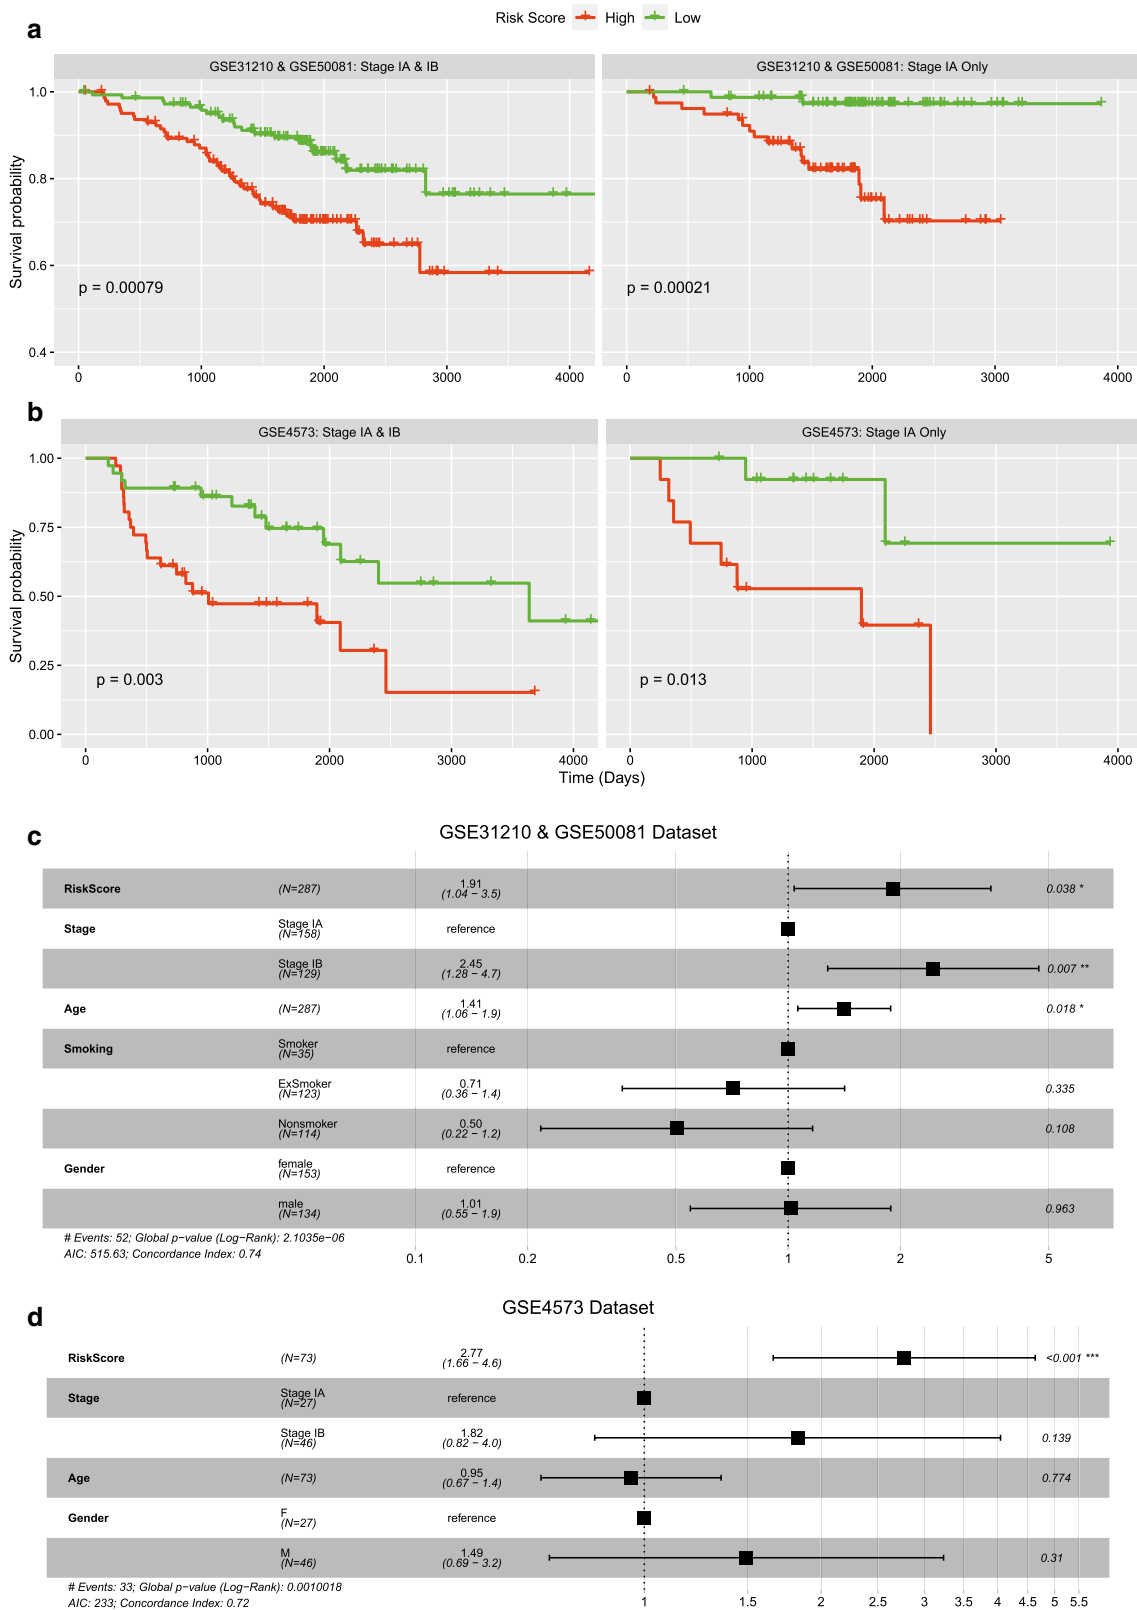 a
Risk Score High Low
GSE31210 & GSE50081: Stage IA & IB
GSE31210 & GSE50081: Stage IA Only
Survival probability
1.0
0.8
0.6
0.4
p = 0.00079
p = 0.00021
0 1000 2000 3000 4000
0 1000 2000 3000 4000
b
GSE4573: Stage IA & IB
GSE4573: Stage IA Only
Survival probability
1.00
0.75
0.50
0.25
0.00
p = 0.003
p = 0.013
0 1000 2000 3000 4000
0 1000 2000 3000 4000
Time (Days)
c
GSE31210 & GSE50081 Dataset
RiskScore (N=287) 1.91 (1.04 − 3.5) 0.038 *
Stage Stage IA (N=158) reference
Stage IB (N=129) 2.45 (1.28 − 4.7) 0.007 **
Age (N=287) 1.41 (1.06 − 1.9) 0.018 *
Smoking Smoker (N=35) reference
ExSmoker (N=123) 0.71 (0.36 − 1.4) 0.335
Nonsmoker (N=114) 0.50 (0.22 − 1.2) 0.108
Gender female (N=153) reference
male (N=134) 1.01 (0.55 − 1.9) 0.963
# Events: 52; Global p−value (Log−Rank): 2.1035e−06
AIC: 515.63; Concordance Index: 0.74
0.1 0.2 0.5 1 2 5
d
GSE4573 Dataset
RiskScore (N=73) 2.77 (1.66 − 4.6) <0.001 ***
Stage Stage IA (N=27) reference
Stage IB (N=46) 1.82 (0.82 − 4.0) 0.139
Age (N=73) 0.95 (0.67 − 1.4) 0.774
Gender F (N=27) reference
M (N=46) 1.49 (0.69 − 3.2) 0.31
# Events: 33; Global p−value (Log−Rank): 0.0010018
AIC: 233; Concordance Index: 0.72
1 1.5 2 2.5 3 3.5 4 4.5 5 5.5